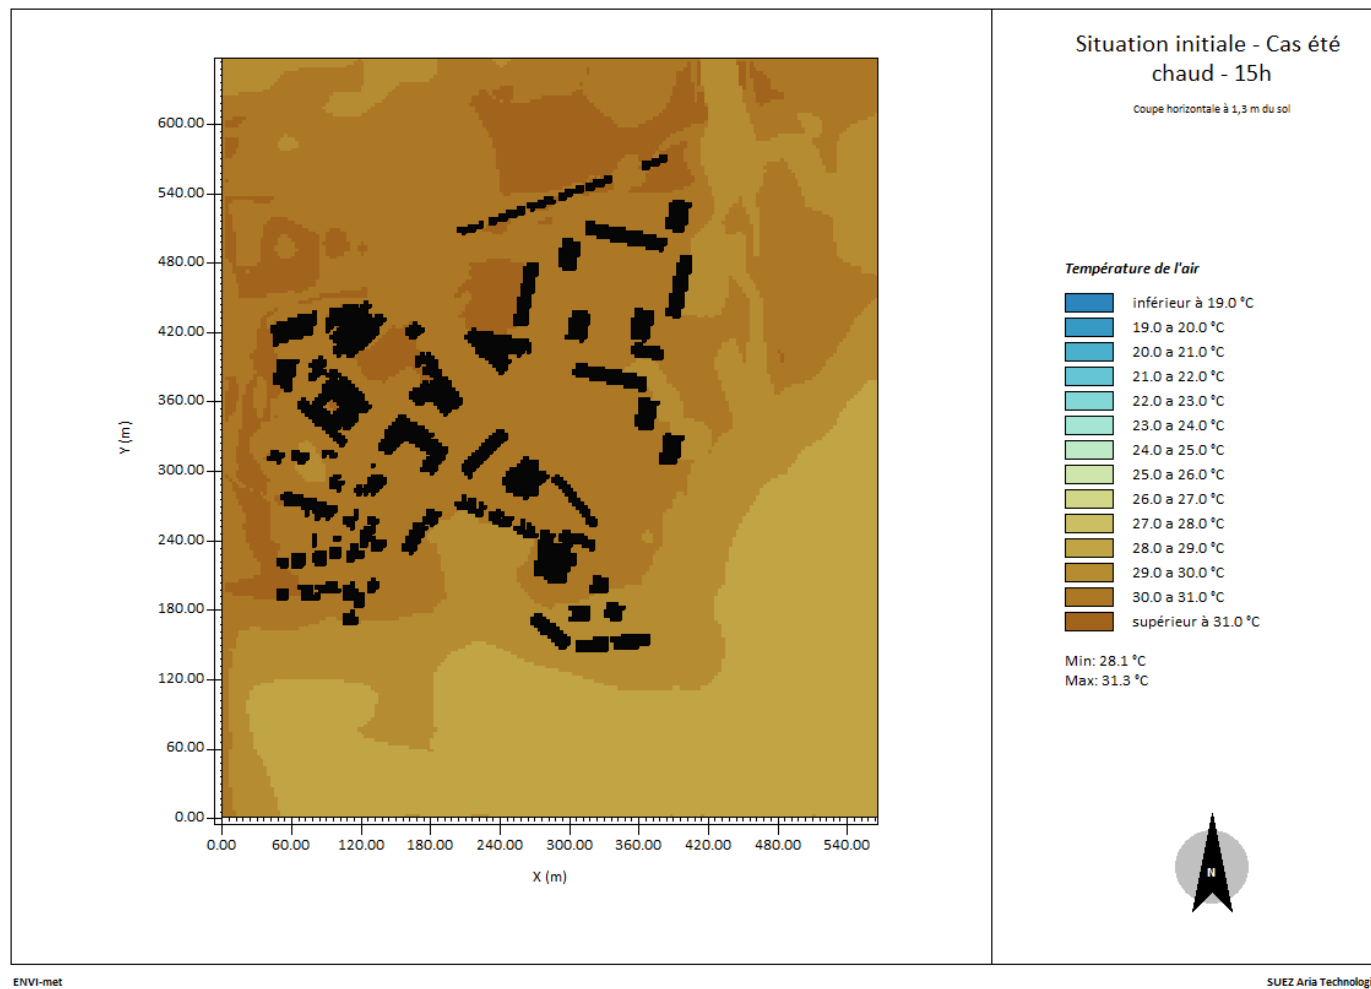 Situation initiale - Cas été
chaud - 15h
Coupe horizontale à 1,3 m du sol
600.00
540.00
480.00
420.00
360.00
300.00
240.00
180.00
120.00
60.00
0.00
Y (m)
0.00 60.00 120.00 180.00 240.00 300.00 360.00 420.00 480.00 540.00
X (m)
Température de l'air
inférieur à 19.0 °C
19.0 a 20.0 °C
20.0 a 21.0 °C
21.0 a 22.0 °C
22.0 a 23.0 °C
23.0 a 24.0 °C
24.0 a 25.0 °C
25.0 a 26.0 °C
26.0 a 27.0 °C
27.0 a 28.0 °C
28.0 a 29.0 °C
29.0 a 30.0 °C
30.0 a 31.0 °C
supérieur à 31.0 °C
Min: 28.1 °C
Max: 31.3 °C
N
ENVI-met
SUEZ Aria Technologi